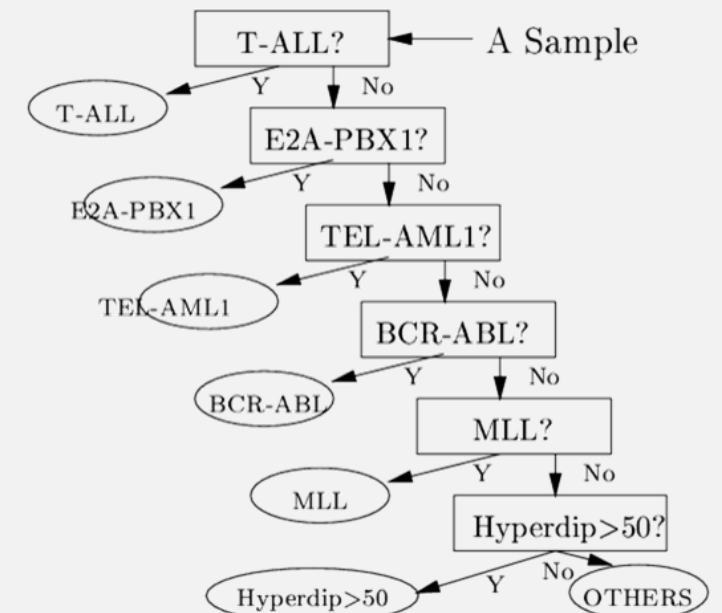 T-ALL?
A Sample
Y
No
T-ALL
E2A-PBX1?
Y
No
E2A-PBX1
TEL-AML1?
Y
No
TEL-AML1
BCR-ABL?
Y
No
BCR-ABL
MLL?
Y
No
MLL
Hyperdip>50?
Y
No
Hyperdip>50
OTHERS